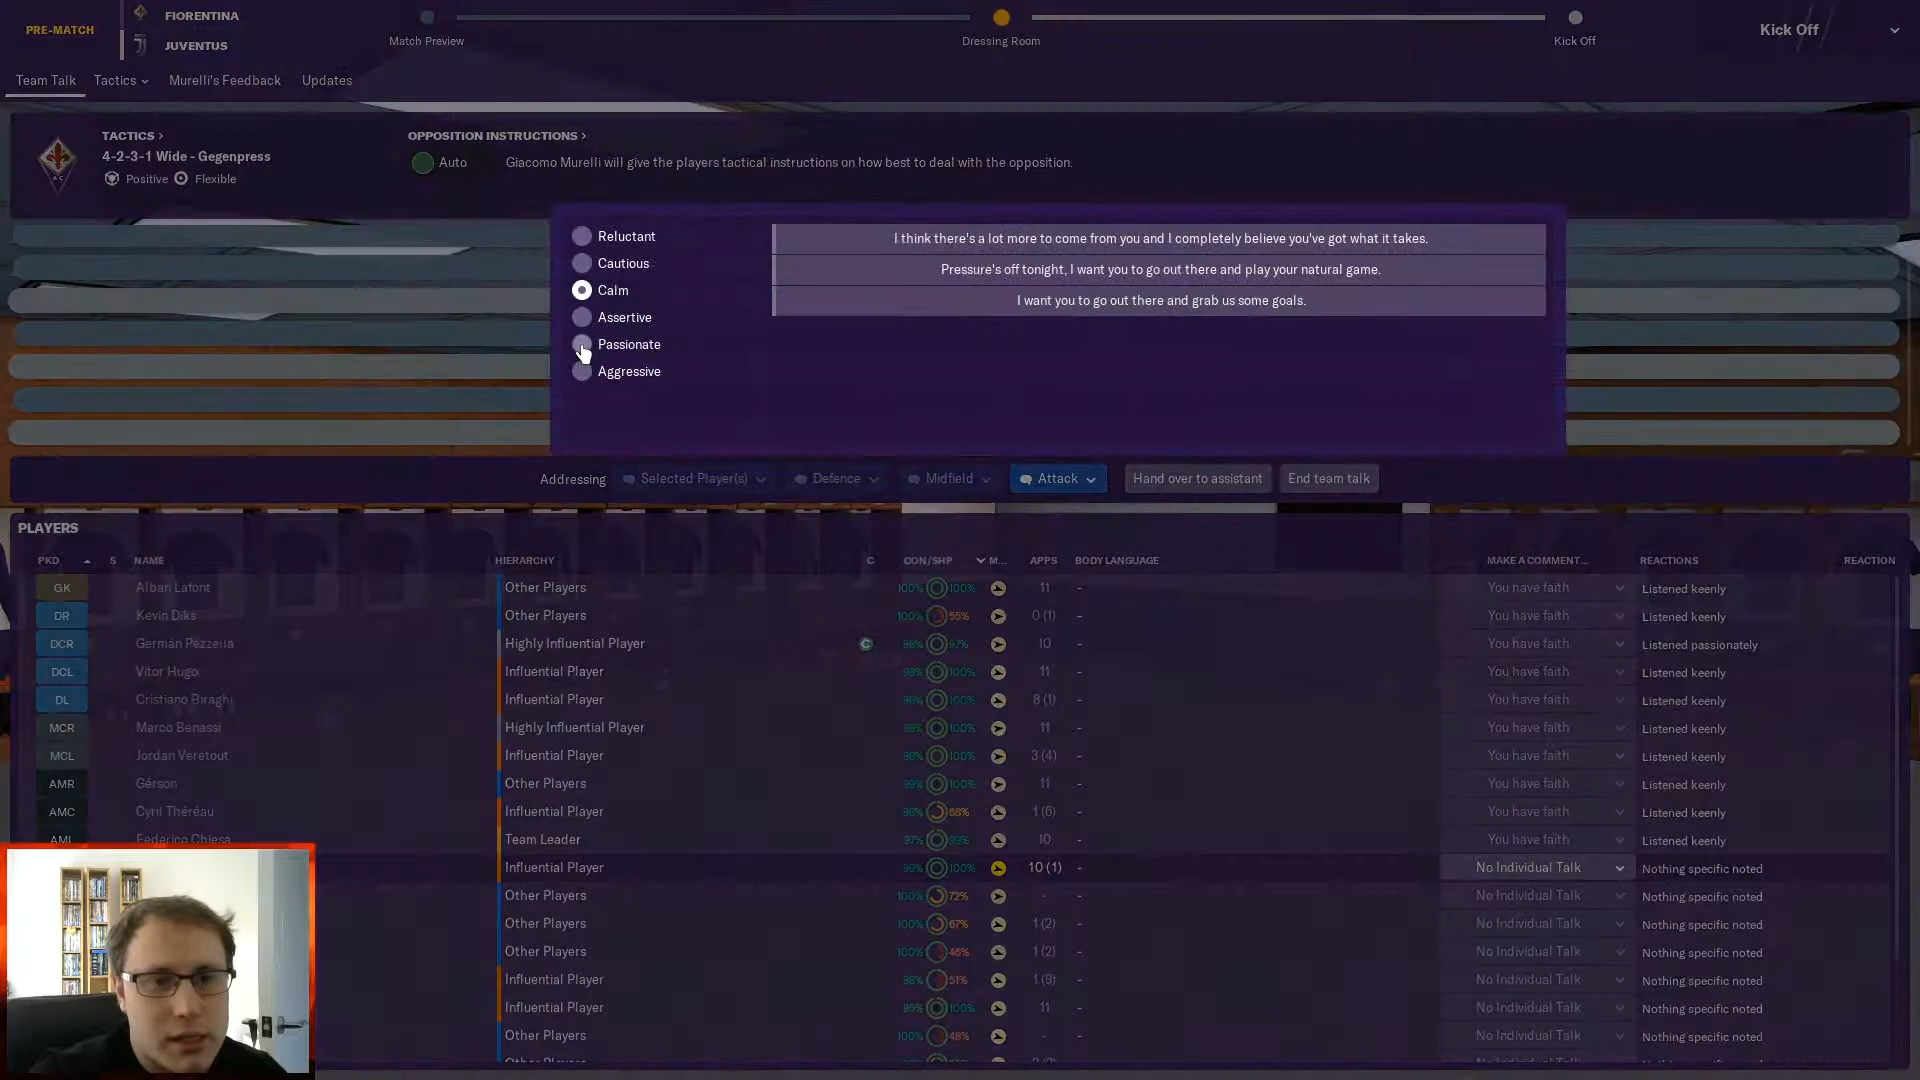 PRE-MATCH
FIORENTINA
JUVENTUS
Match Preview
Dressing Room
Kick Off
Kick Off
Team Talk
Tactics
Murelli's Feedback
Updates
TACTICS >
4-2-3-1 Wide - Gegenpress
Positive Flexible
OPPOSITION INSTRUCTIONS >
Auto Giacomo Murelli will give the players tactical instructions on how best to deal with the opposition.
Reluctant
Cautious
Calm
Assertive
Passionate
Aggressive
I think there's a lot more to come from you and I completely believe you've got what it takes.
Pressure's off tonight, I want you to go out there and play your natural game.
I want you to go out there and grab us some goals.
Addressing Selected Player(s) Defence Midfield Attack Hand over to assistant End team talk
PLAYERS
PKD S NAME HIERARCHY C CON/SHP M... APPS BODY LANGUAGE MAKE A COMMENT... REACTIONS REACTION
GK Alban Lafont Other Players 100% 100% 11 - You have faith Listened keenly
DR Kevin Diks Other Players 100% 55% 0 (1) - You have faith Listened keenly
DCR Germán Pezzella Highly Influential Player C 98% 97% 10 - You have faith Listened passionately
DCL Vítor Hugo Influential Player 98% 100% 11 - You have faith Listened keenly
DL Cristiano Biraghi Influential Player 100% 8 (1) - You have faith Listened keenly
MCR Marco Benassi Highly Influential Player 98% 100% 11 - You have faith Listened keenly
MCL Jordan Veretout Influential Player 98% 100% 3 (4) - You have faith Listened keenly
AMR Gérson Other Players 99% 100% 11 - You have faith Listened keenly
AMC Cyril Théréau Influential Player 68% 1 (6) - You have faith Listened keenly
AML Federico Chiesa Team Leader 97% 99% 10 - You have faith Listened keenly
Influential Player 99% 100% 10 (1) - No Individual Talk Nothing specific noted
Other Players 100% 72% - - No Individual Talk Nothing specific noted
Other Players 100% 67% 1 (2) - No Individual Talk Nothing specific noted
Other Players 100% 46% 1 (2) - No Individual Talk Nothing specific noted
Influential Player 51% 1 (9) - No Individual Talk Nothing specific noted
Influential Player 100% 11 - No Individual Talk Nothing specific noted
Other Players 100% 48% - - No Individual Talk Nothing specific noted